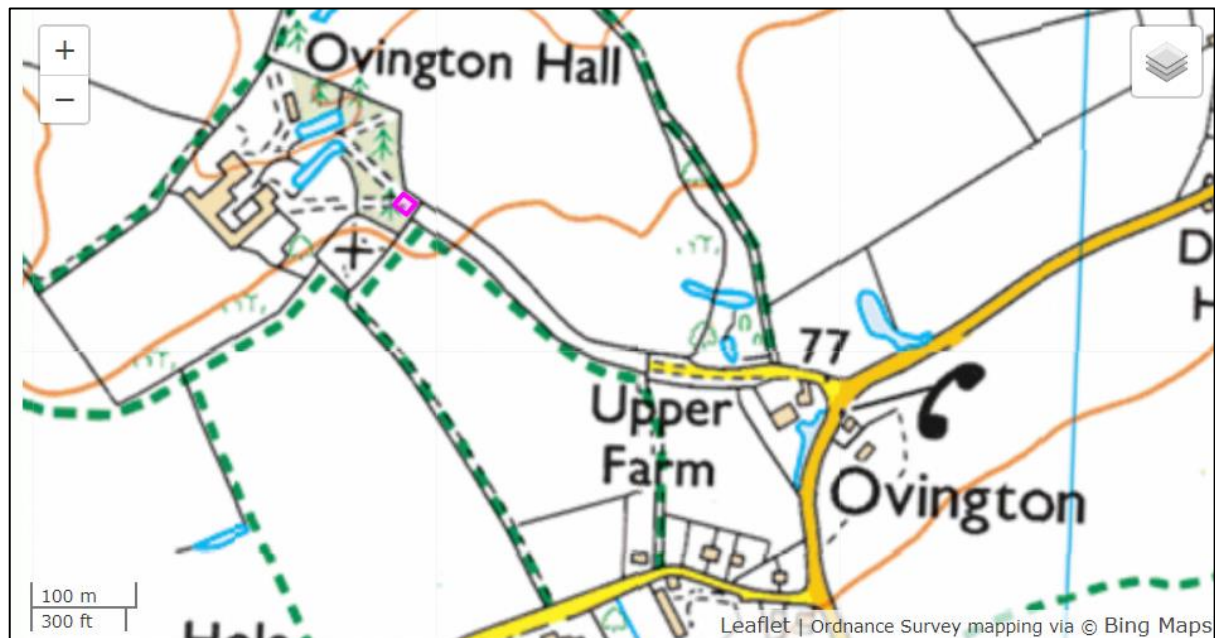 +
−
Ovington Hall
+
D
H
77
Upper
Farm
Ovington
100 m
300 ft
Leaflet | Ordnance Survey mapping via © Bing Maps